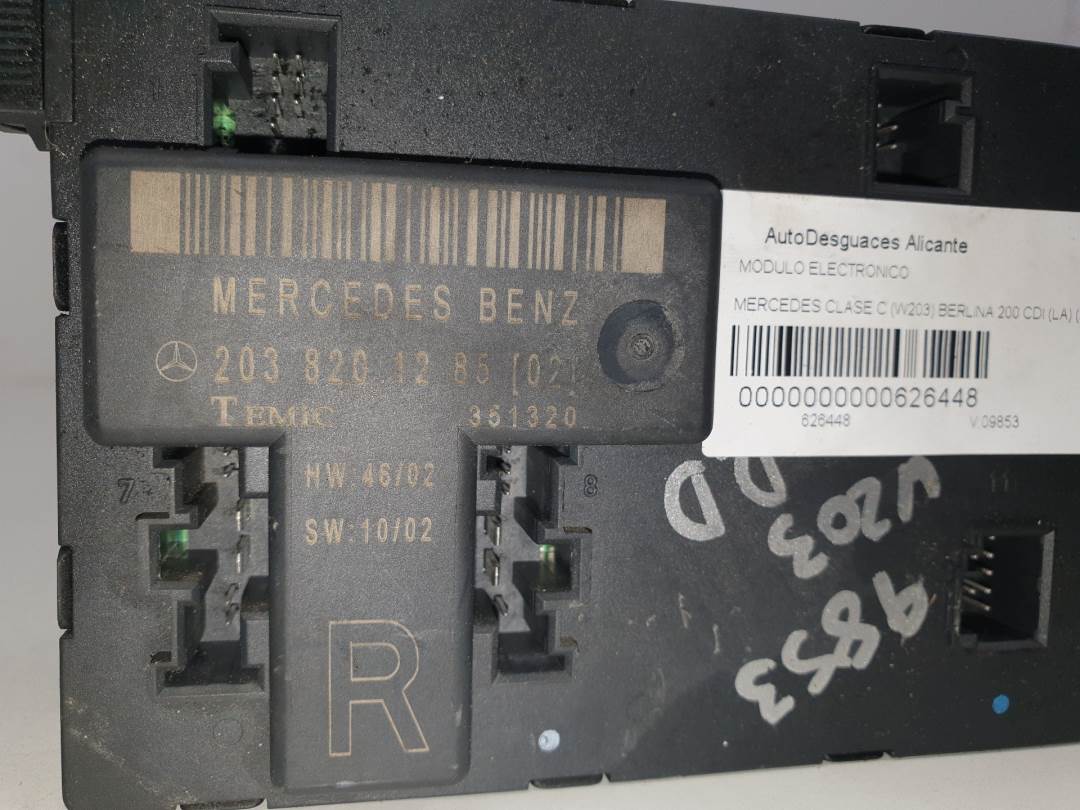 MERCEDES BENZ
203 820 12 85 [02]
TEMIC 351320
HW:46/02
SW:10/02
R
7
8
11
AutoDesguaces Alicante
MODULO ELECTRONICO
MERCEDES CLASE C (W203) BERLINA 200 CDI (LA) (
0000000000626448
626448 V.09853
DD
W203
9853